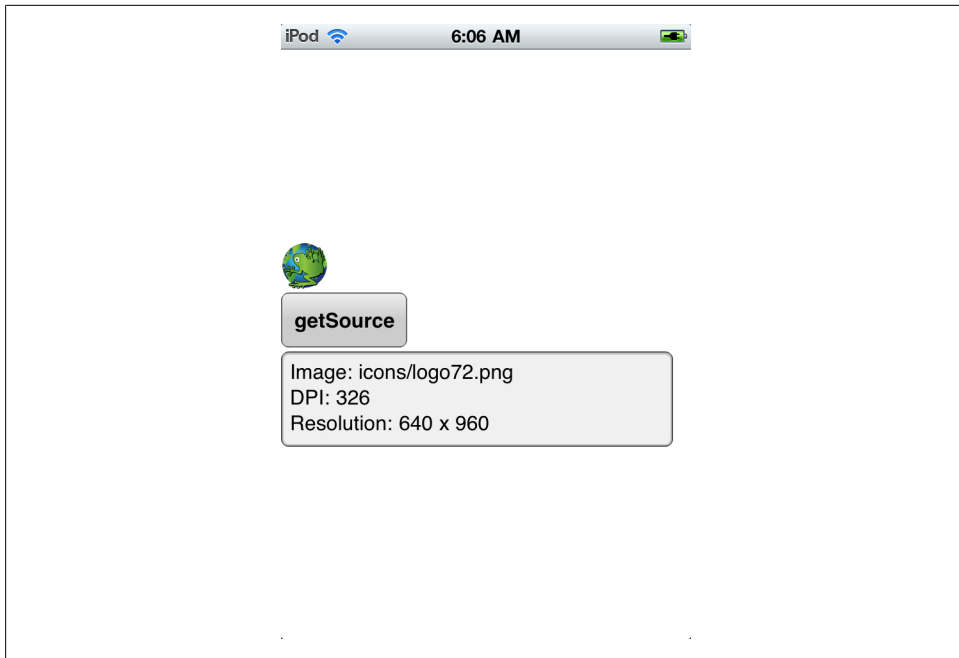 iPod 6:06 AM
getSource
Image: icons/logo72.png
DPI: 326
Resolution: 640 x 960